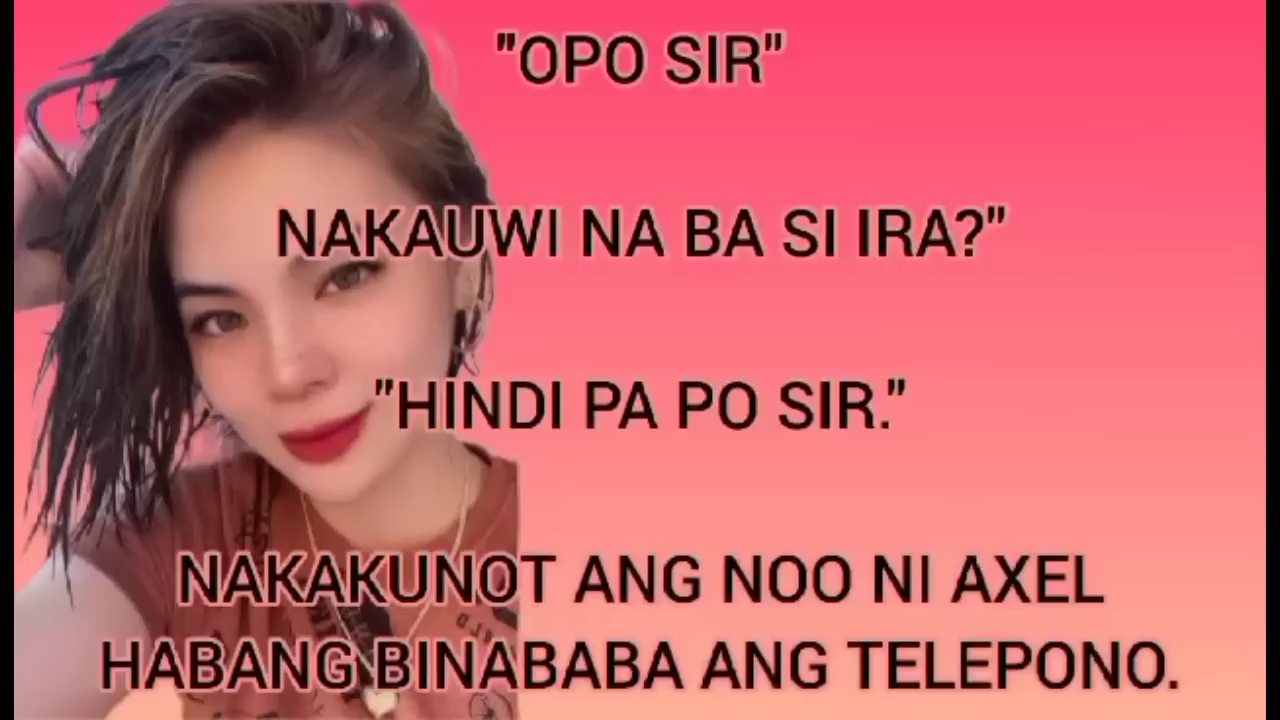 "OPO SIR"
NAKAUWI NA BA SI IRA?"
"HINDI PA PO SIR."
NAKAKUNOT ANG NOO NI AXEL
HABANG BINABABA ANG TELEPONO.